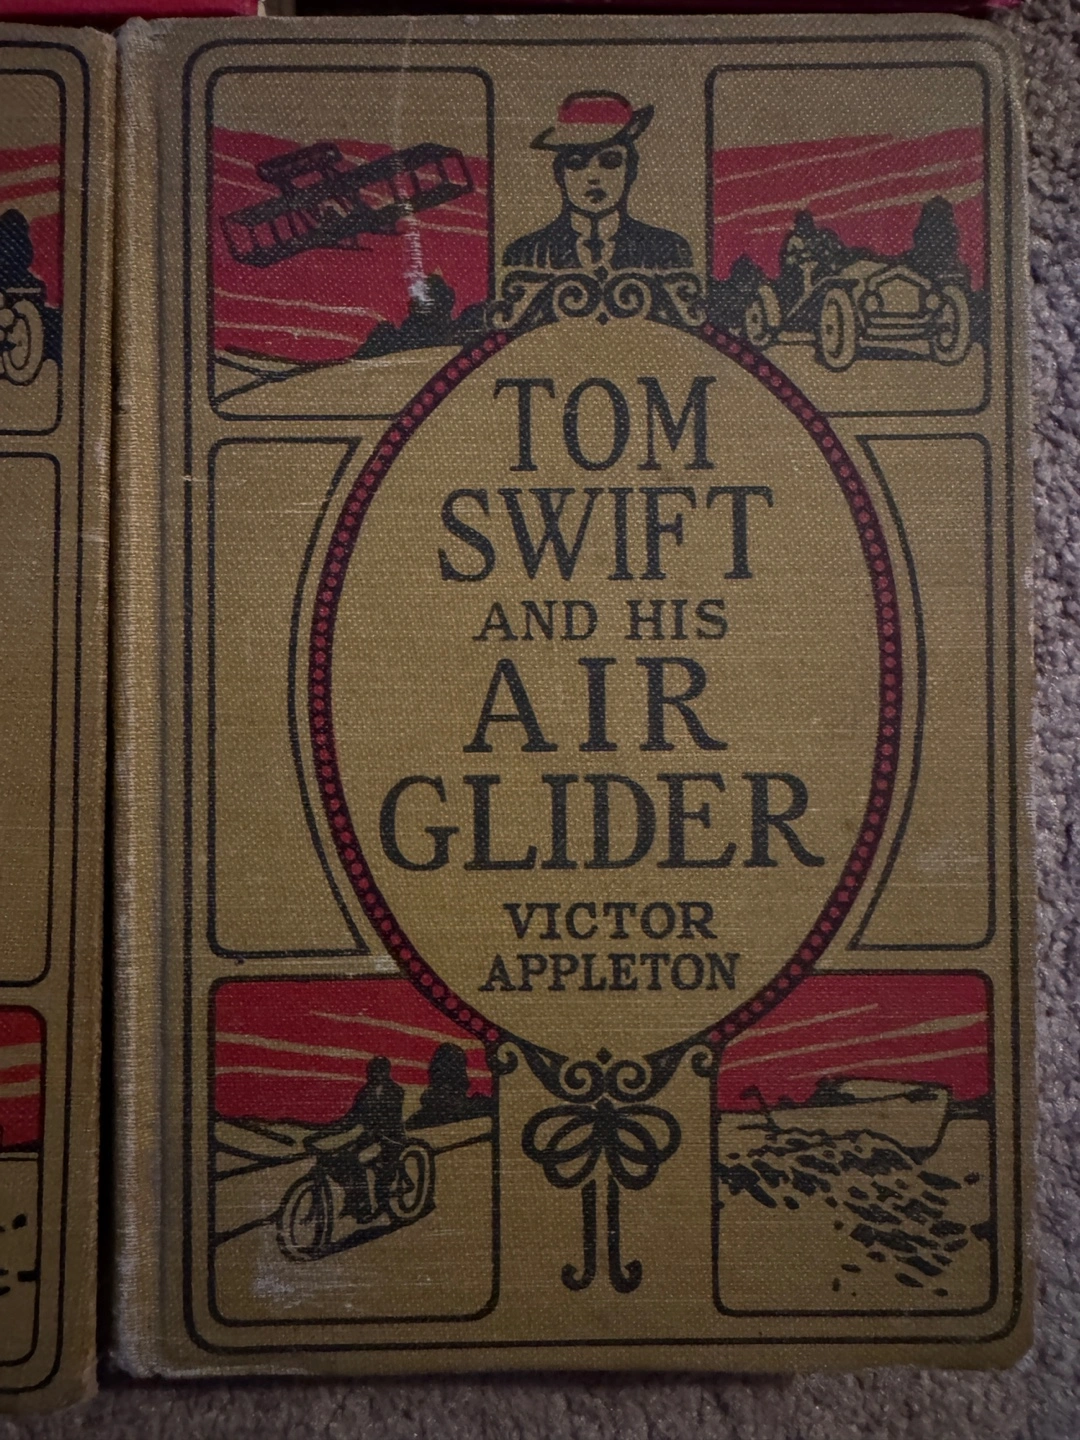 TOM
SWIFT
AND HIS
AIR
GLIDER
VICTOR
APPLETON